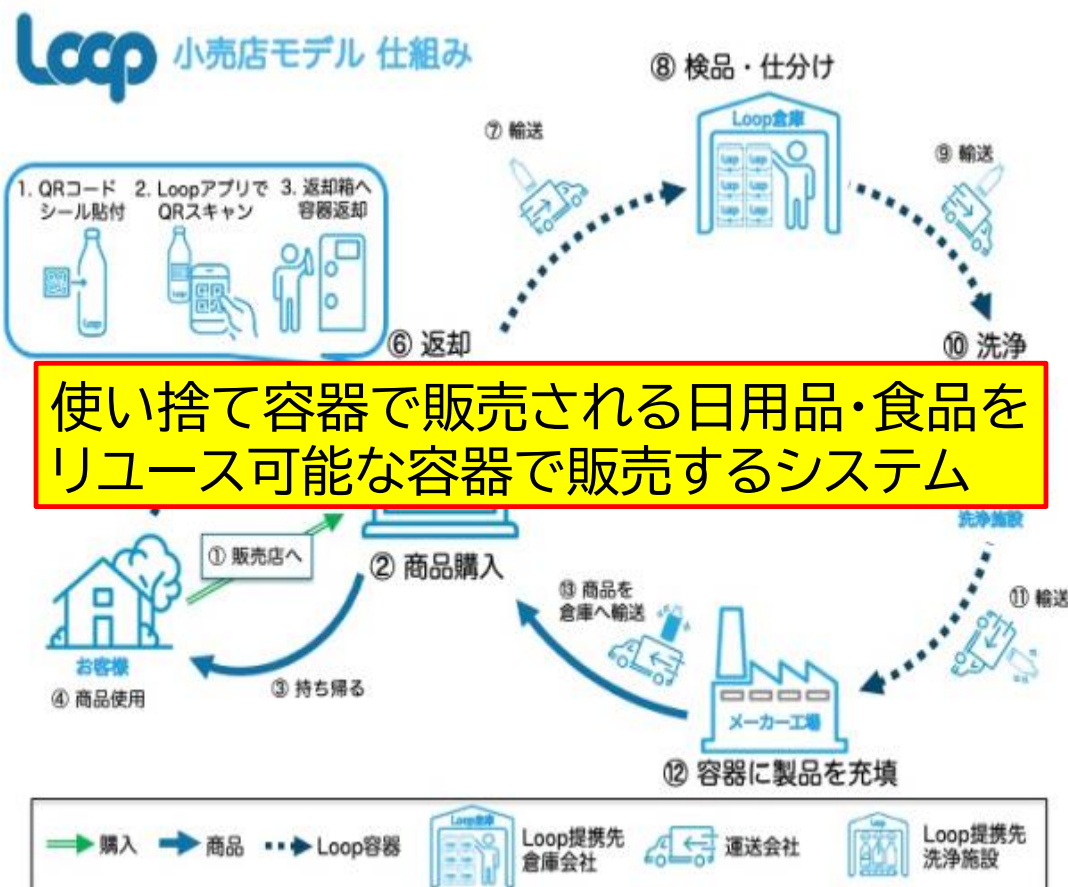 Loop 小売店モデル 仕組み
⑧ 検品・仕分け
Loop倉庫
⑦ 輸送
⑨ 輸送
1. QRコード
シール貼付
2. Loopアプリで
QRスキャン
3. 返却箱へ
容器返却
⑥ 返却
⑩ 洗浄
使い捨て容器で販売される日用品・食品を
リユース可能な容器で販売するシステム
洗浄施設
① 販売店へ
② 商品購入
⑬ 商品を
倉庫へ輸送
⑪ 輸送
お客様
④ 商品使用
③ 持ち帰る
メーカー工場
⑫ 容器に製品を充填
購入
商品
Loop容器
Loop倉庫
Loop提携先
倉庫会社
運送会社
Loop提携先
洗浄施設